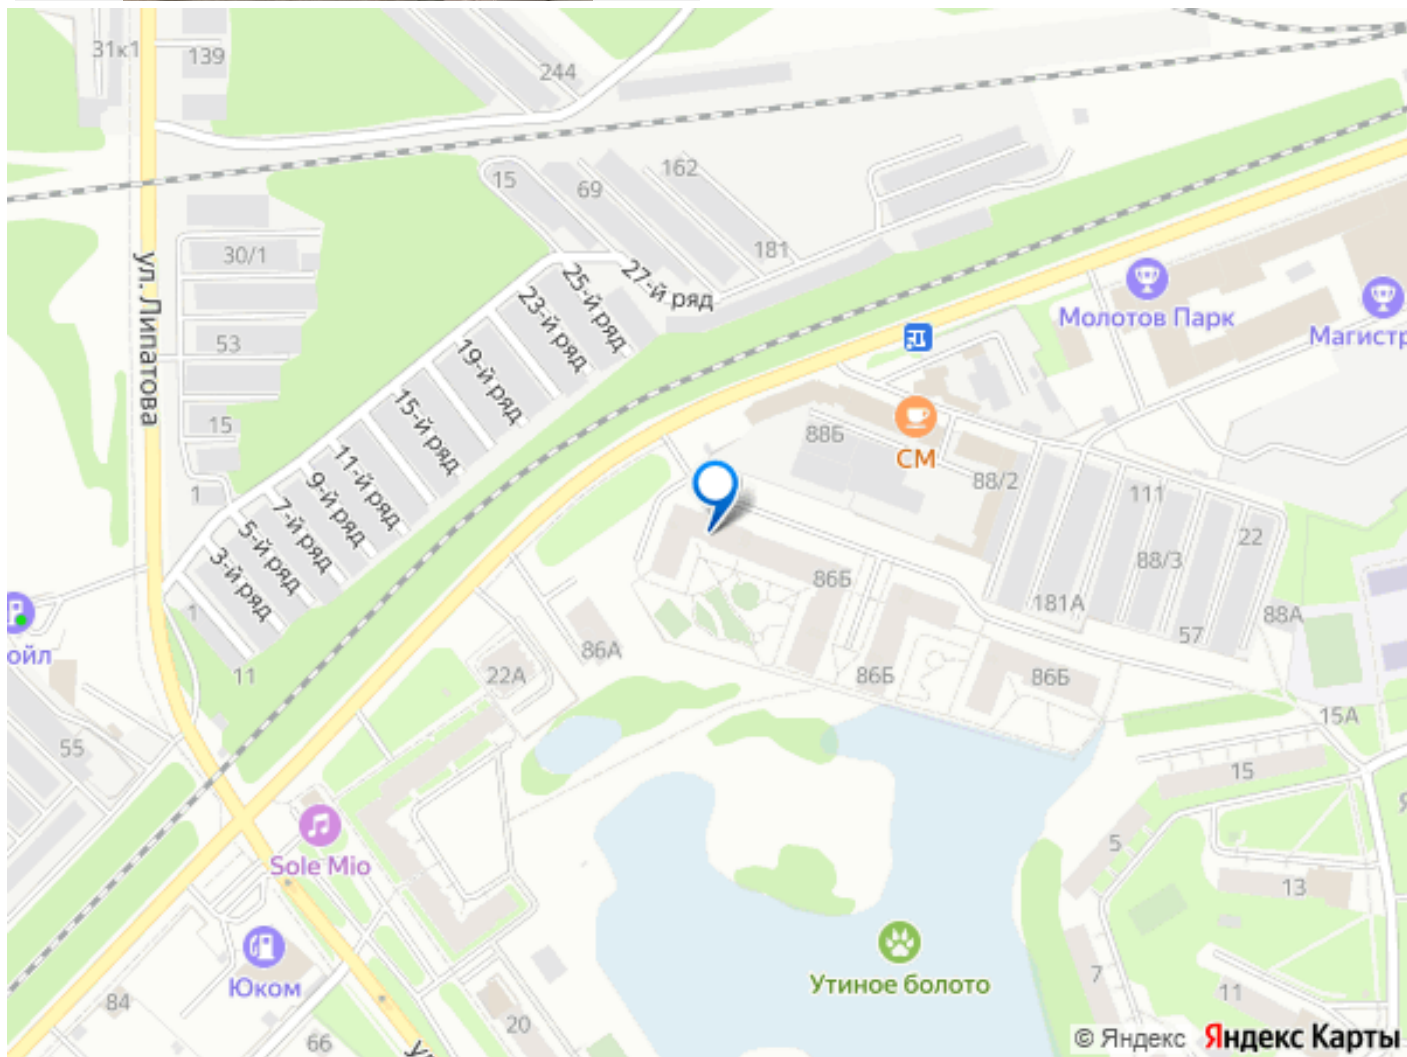 31к1
139
244
15
69
162
181
30/1
ул. Липатова
53
15
1
27-й ряд
25-й ряд
23-й ряд
19-й ряд
15-й ряд
11-й ряд
9-й ряд
7-й ряд
5-й ряд
3-й ряд
1
11
Молотов Парк
Магистр
88Б
СМ
88/2
111
22
88/3
181А
57
88А
86Б
86А
22А
86Б
86Б
15А
ойл
55
15
5
13
Sole Mio
Юком
84
66
20
Утиное болото
7
11
© Яндекс Яндекс Карты